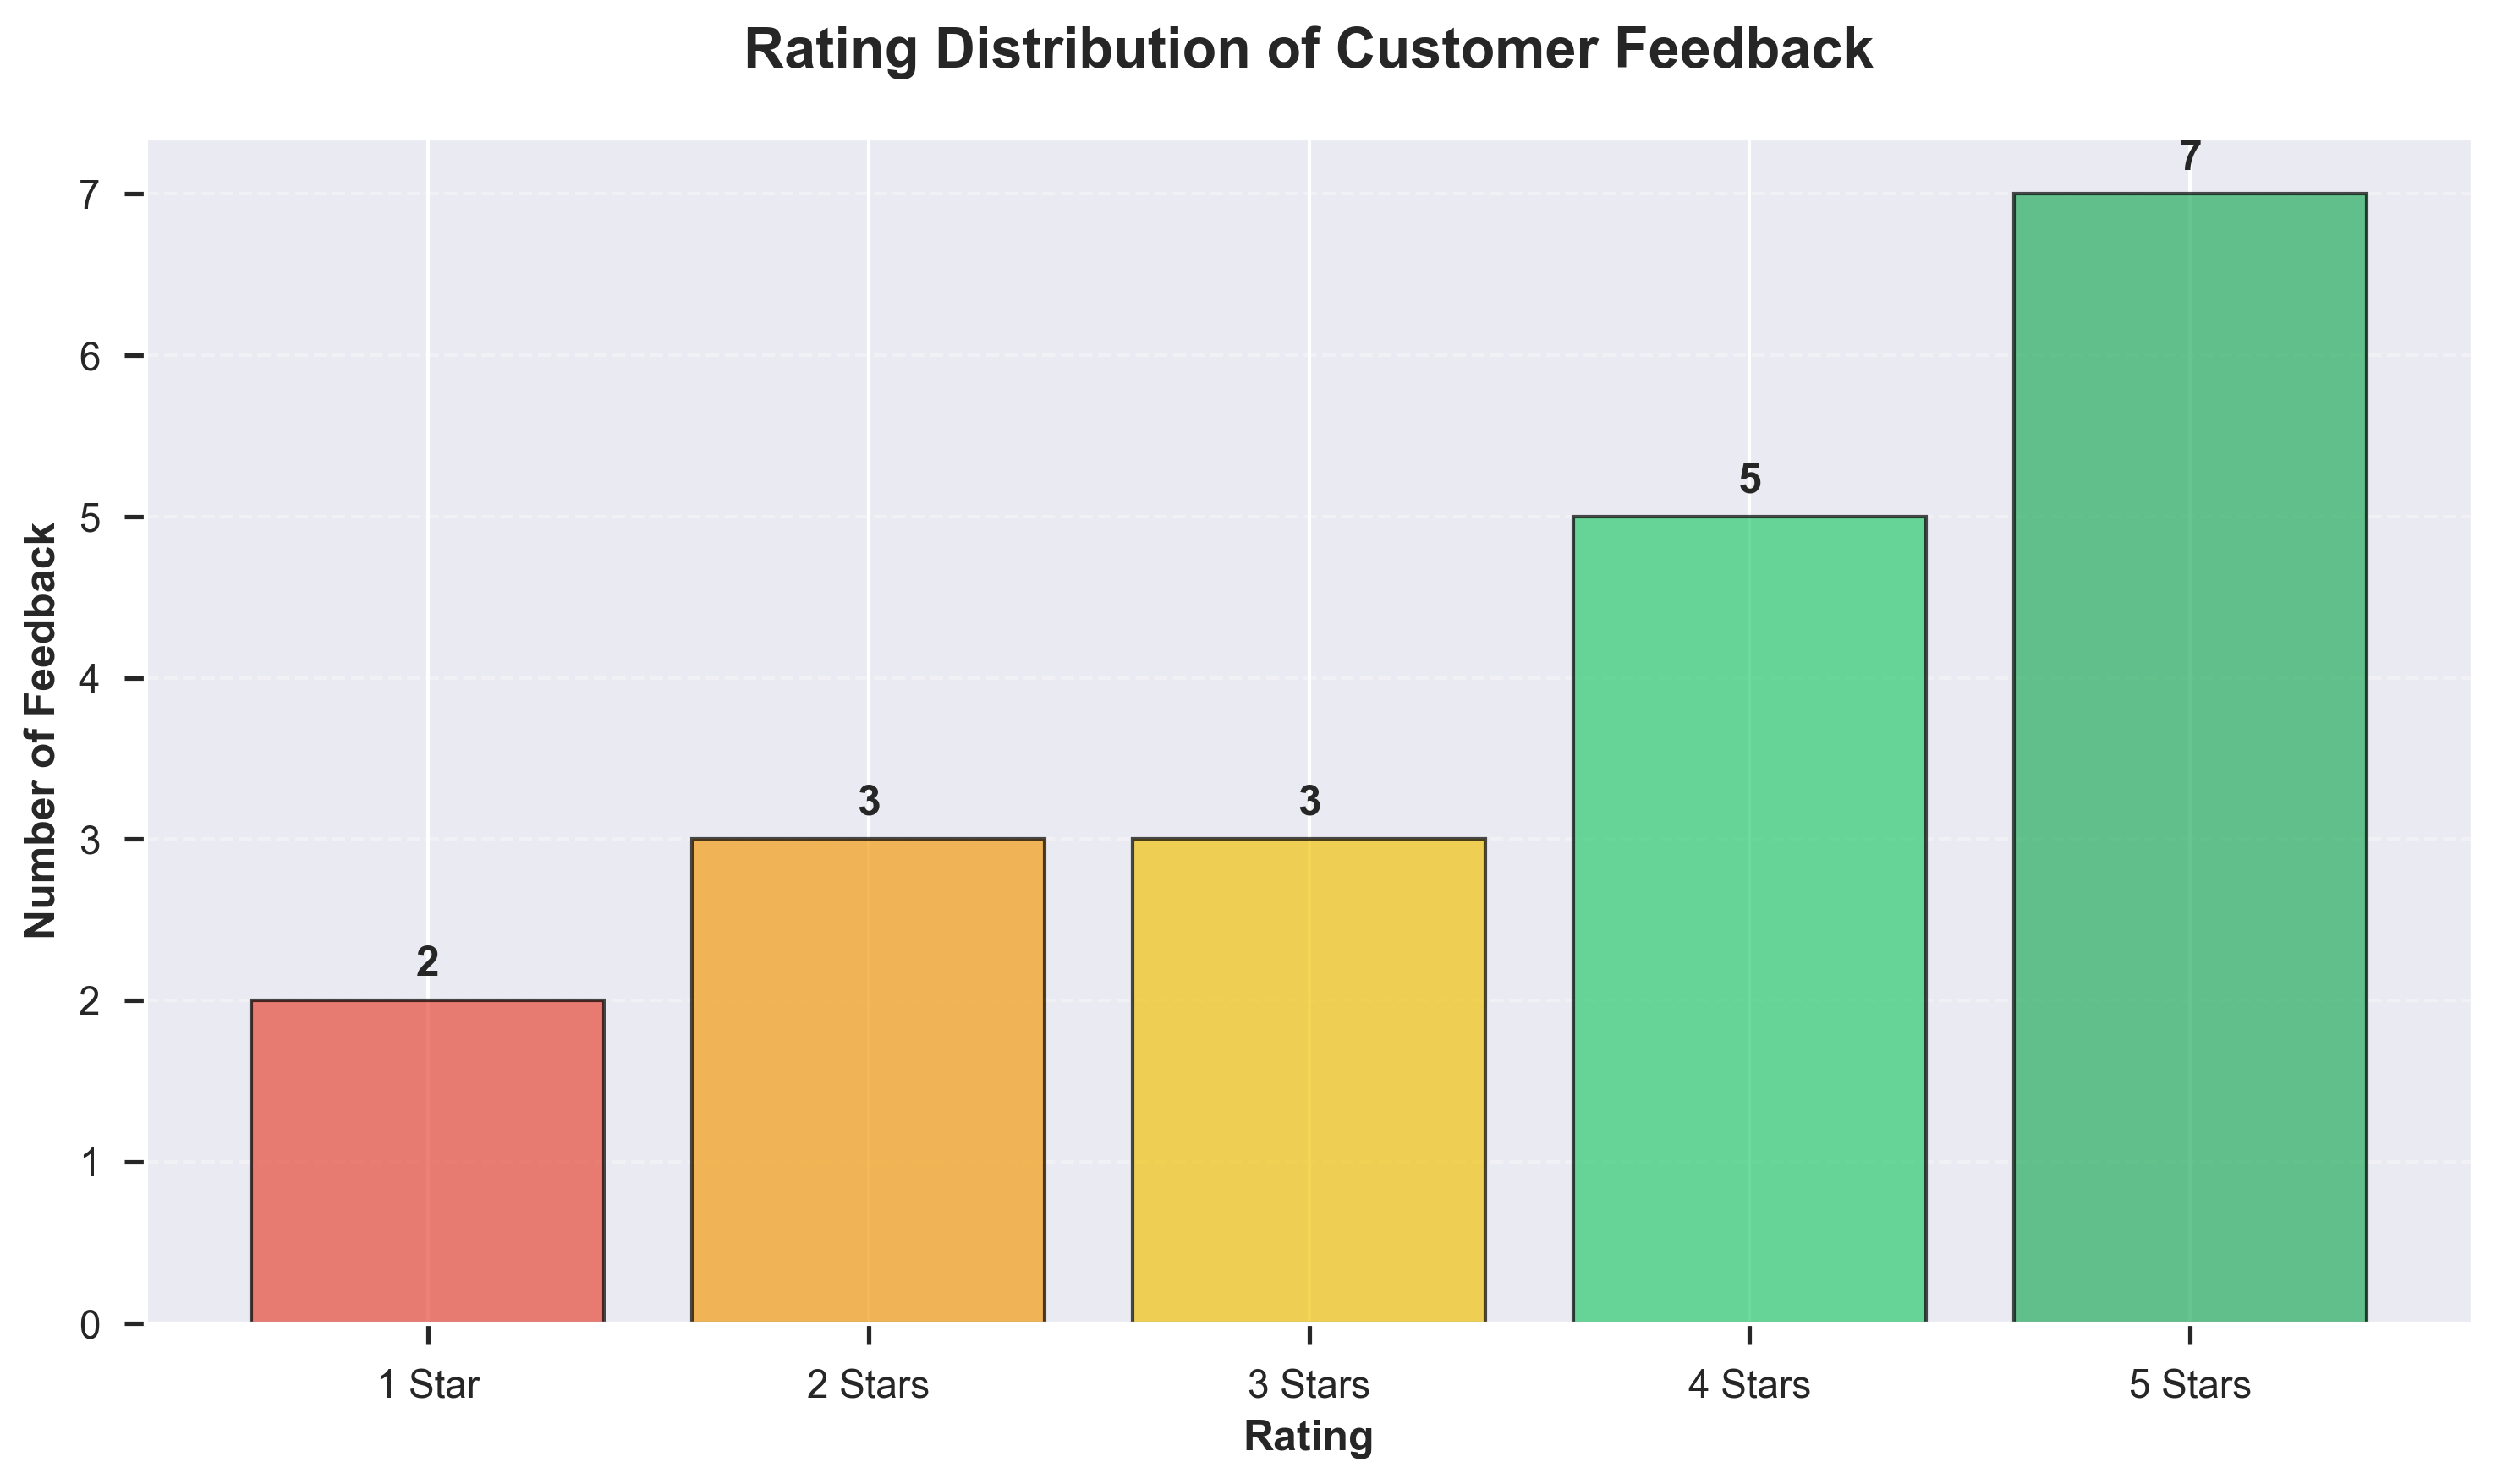 Rating Distribution of Customer Feedback
Number of Feedback
7
6
5
4
3
2
1
0
2
3
3
5
7
1 Star
2 Stars
3 Stars
4 Stars
5 Stars
Rating